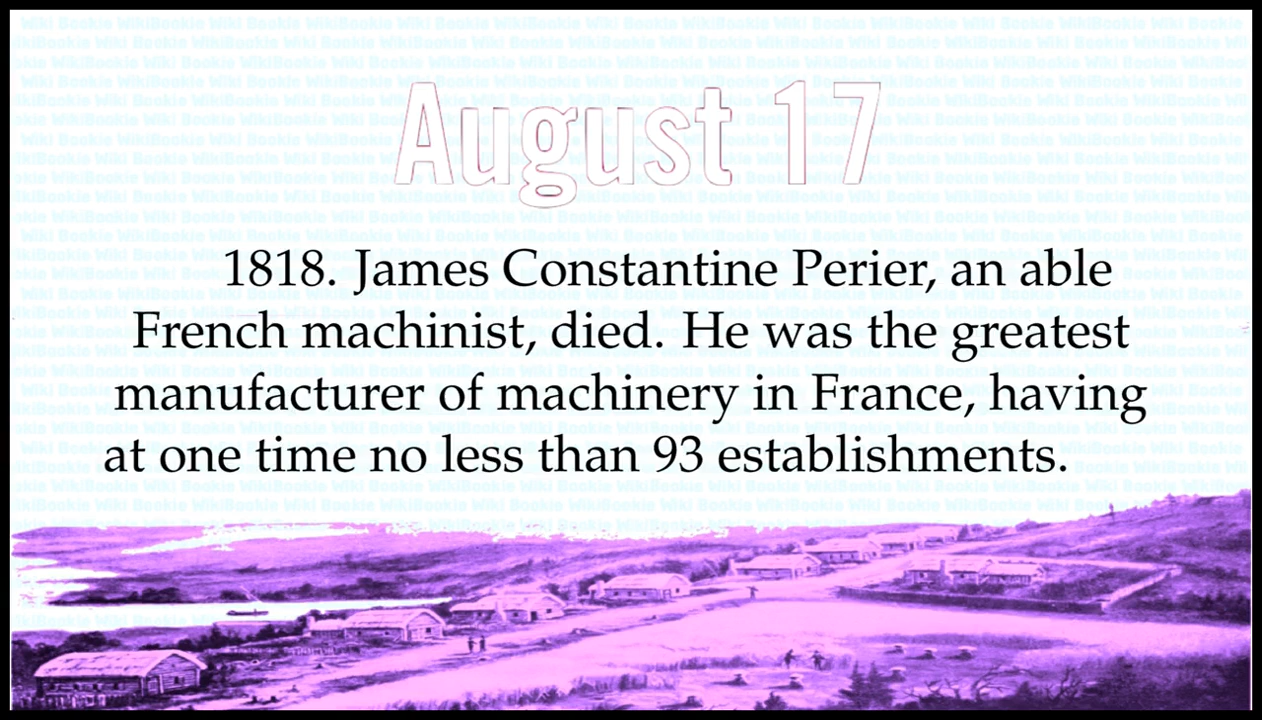 August 17
1818. James Constantine Perier, an able
French machinist, died. He was the greatest
manufacturer of machinery in France, having
at one time no less than 93 establishments.